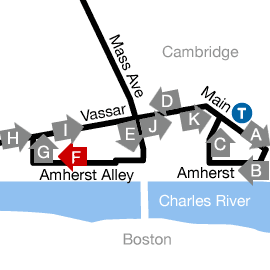 Mass Ave
Cambridge
Main
T
Vassar
D
K
A
H
I
E
J
C
G
F
B
Amherst Alley
Amherst
Charles River
Boston